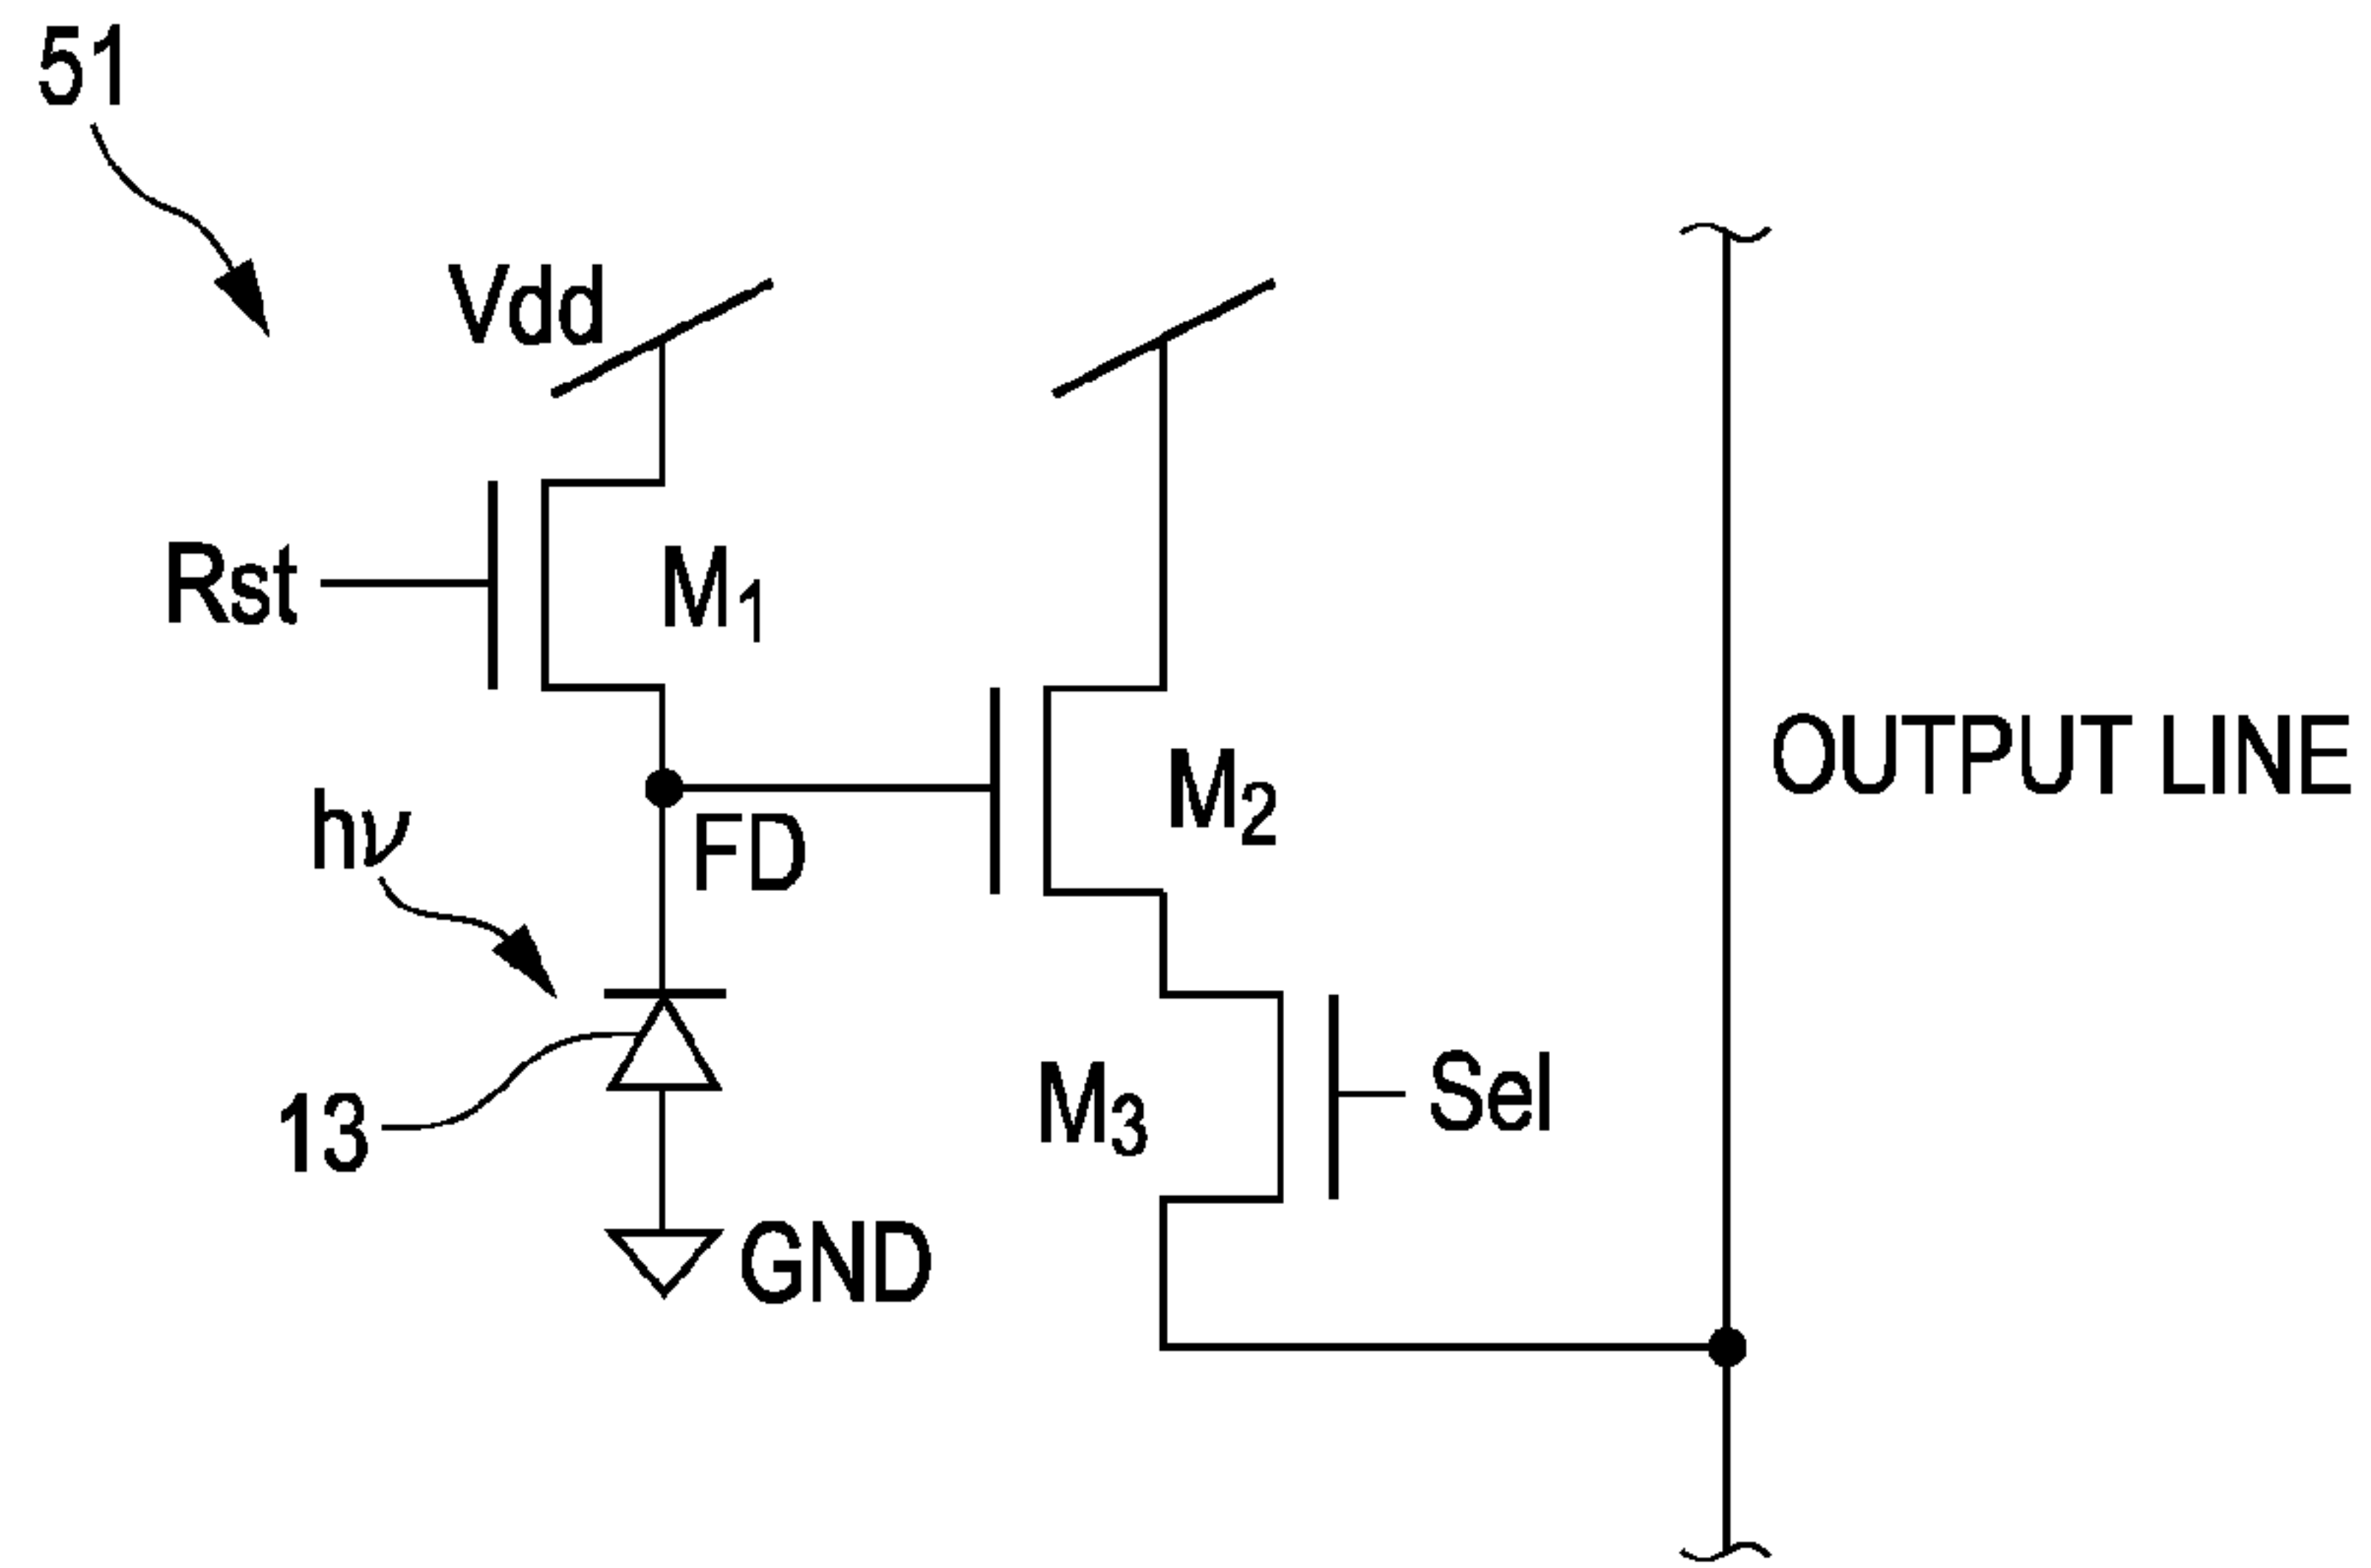 51
Vdd
Rst
M1
M2
OUTPUT LINE
hν
FD
13
M3
Sel
GND